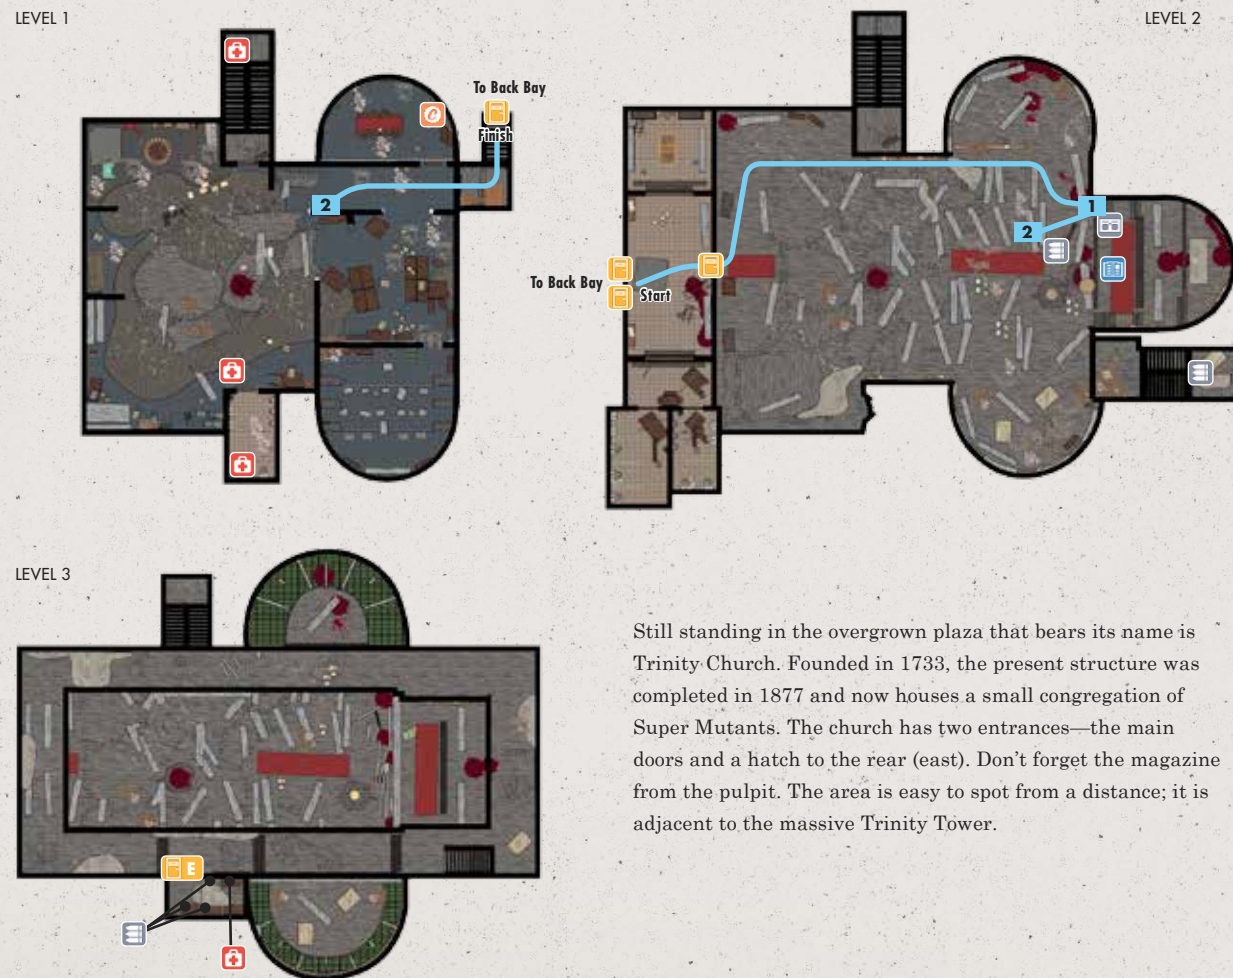 LEVEL 1
LEVEL 2
To Back Bay
Finish
2
1
2
To Back Bay
Start
LEVEL 3
E
Still standing in the overgrown plaza that bears its name is
Trinity Church. Founded in 1733, the present structure was
completed in 1877 and now houses a small congregation of
Super Mutants. The church has two entrances—the main
doors and a hatch to the rear (east). Don’t forget the magazine
from the pulpit. The area is easy to spot from a distance; it is
adjacent to the massive Trinity Tower.